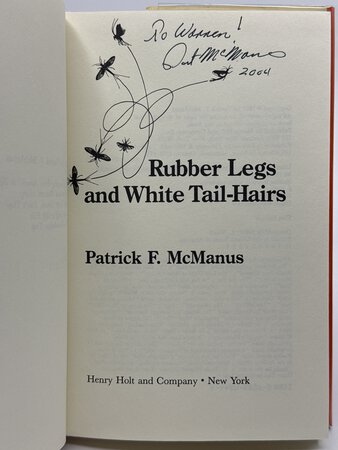 To Warren!
Pat McManus
2004
Rubber Legs
and White Tail-Hairs
Patrick F. McManus
Henry Holt and Company • New York